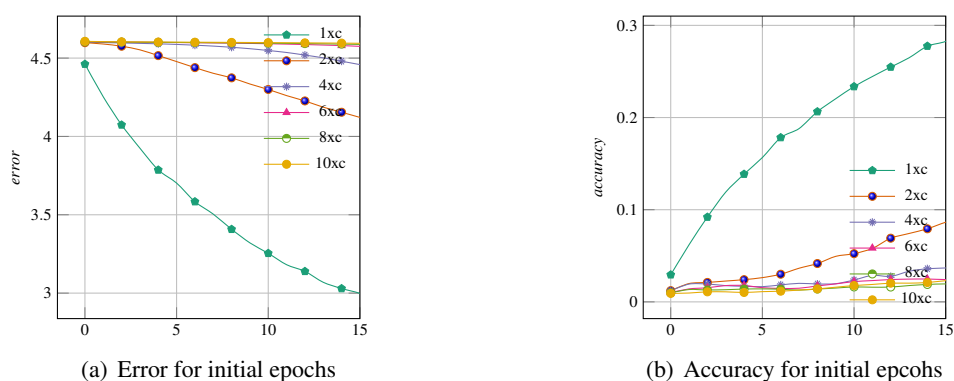 4.5
4
3.5
3
error
0
5
10
15
1xc
2xc
4xc
6xc
8xc
10xc
(a) Error for initial epochs
0.3
0.2
0.1
0
accuracy
0
5
10
15
1xc
2xc
4xc
6xc
8xc
10xc
(b) Accuracy for initial epcohs